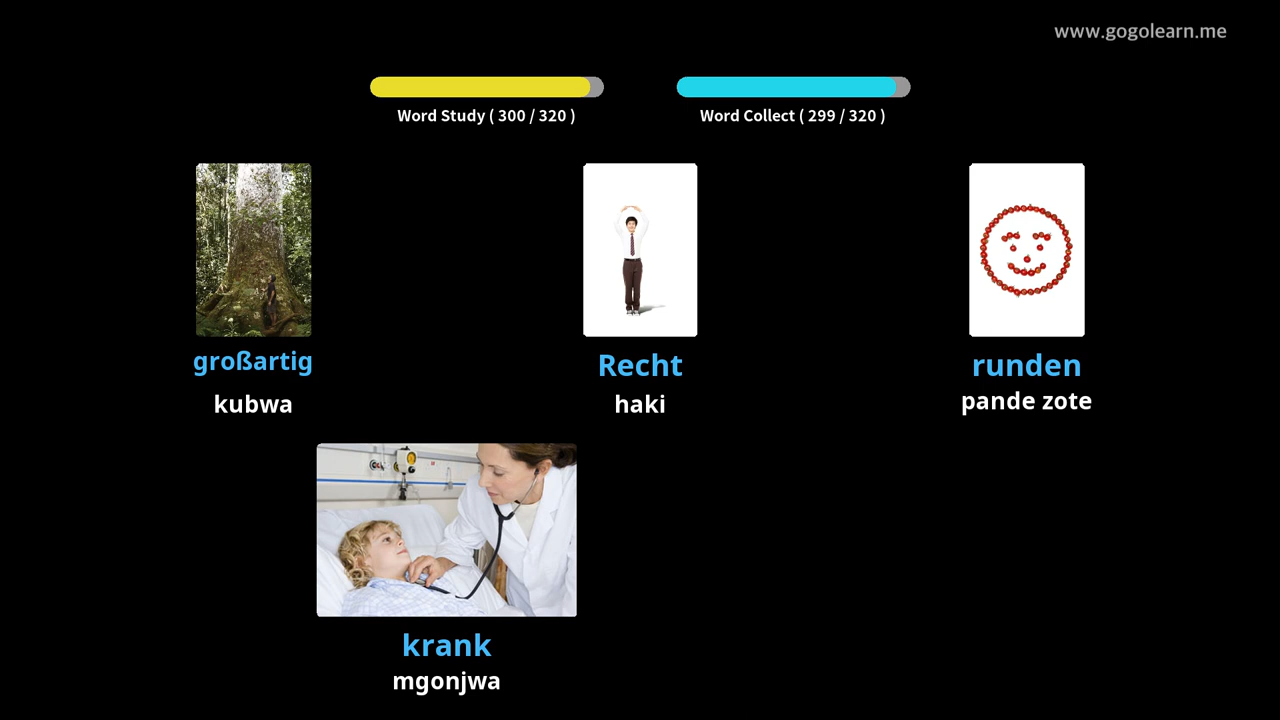 www.gogolearn.me
Word Study ( 300 / 320 )
Word Collect ( 299 / 320 )
großartig
kubwa
Recht
haki
runden
pande zote
krank
mgonjwa